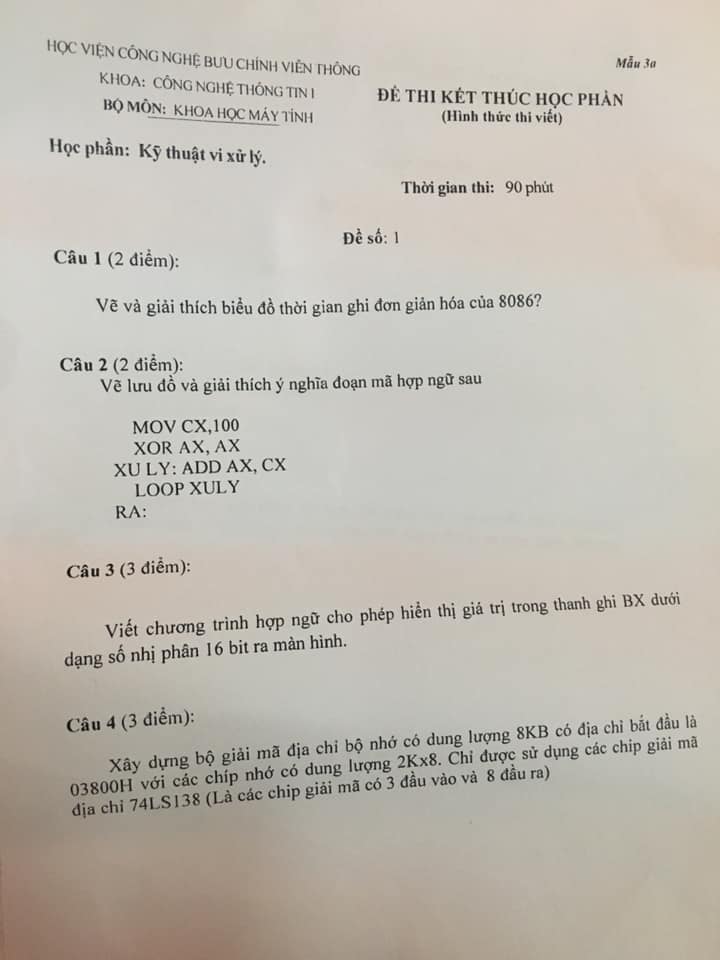 HỌC VIỆN CÔNG NGHỆ BƯU CHÍNH VIỄN THÔNG
Mẫu 3a
KHOA: CÔNG NGHỆ THÔNG TIN I
ĐỀ THI KẾT THÚC HỌC PHẦN
BỘ MÔN: KHOA HỌC MÁY TÍNH
(Hình thức thi viết)
Học phần: Kỹ thuật vi xử lý.
Thời gian thi: 90 phút
Đề số: 1
Câu 1 (2 điểm):
Vẽ và giải thích biểu đồ thời gian ghi đơn giản hóa của 8086?
Câu 2 (2 điểm):
Vẽ lưu đồ và giải thích ý nghĩa đoạn mã hợp ngữ sau
MOV CX,100
XOR AX, AX
XU LY: ADD AX, CX
LOOP XULY
RA:
Câu 3 (3 điểm):
Viết chương trình hợp ngữ cho phép hiển thị giá trị trong thanh ghi BX dưới
dạng số nhị phân 16 bit ra màn hình.
Câu 4 (3 điểm):
Xây dựng bộ giải mã địa chỉ bộ nhớ có dung lượng 8KB có địa chỉ bắt đầu là
03800H với các chíp nhớ có dung lượng 2Kx8. Chỉ được sử dụng các chip giải mã
địa chỉ 74LS138 (Là các chip giải mã có 3 đầu vào và 8 đầu ra)